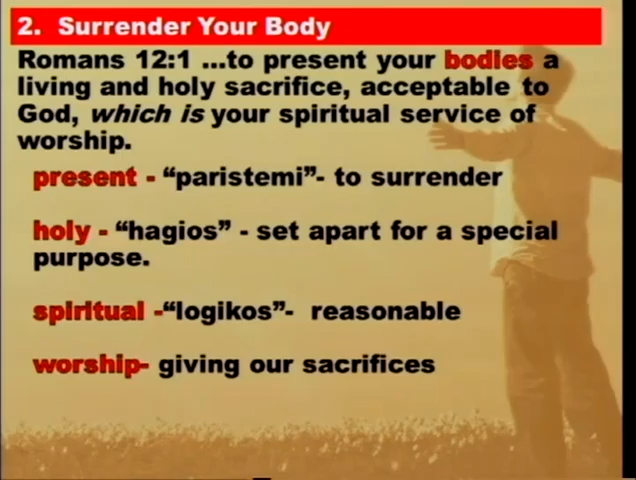 2. Surrender Your Body
Romans 12:1 ...to present your bodies a
living and holy sacrifice, acceptable to
God, which is your spiritual service of
worship.
present - “paristemi”- to surrender
holy - “hagios” - set apart for a special
purpose.
spiritual -“logikos”- reasonable
worship- giving our sacrifices